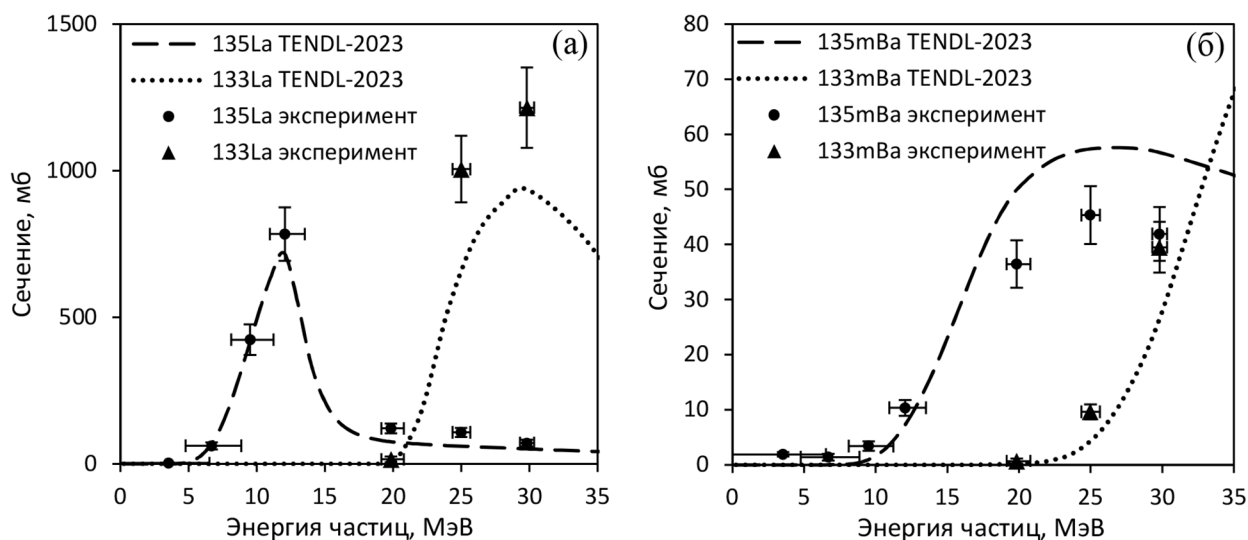 (а)
135La TENDL-2023
133La TENDL-2023
135La эксперимент
133La эксперимент
Сечение, мб
1500
1000
500
0
0 5 10 15 20 25 30 35
Энергия частиц, МэВ
(б)
135mBa TENDL-2023
133mBa TENDL-2023
135mBa эксперимент
133mBa эксперимент
Сечение, мб
80
70
60
50
40
30
20
10
0
0 5 10 15 20 25 30 35
Энергия частиц, МэВ